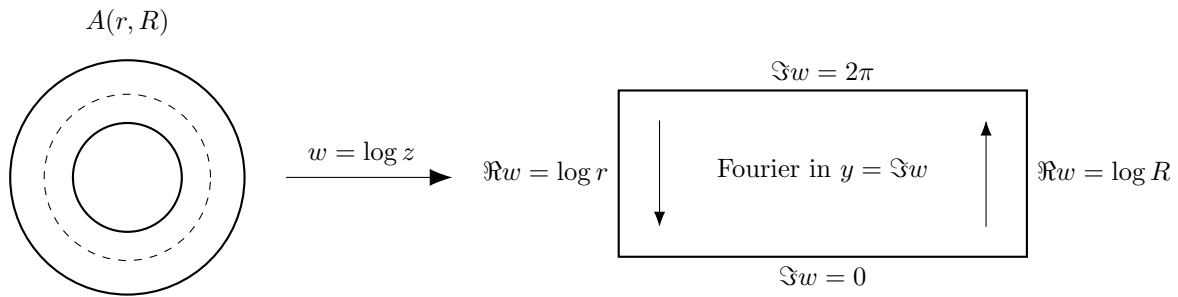 A(r, R)
w = log z
ℑw = 2π
ℜw = log r
Fourier in y = ℑw
ℜw = log R
ℑw = 0